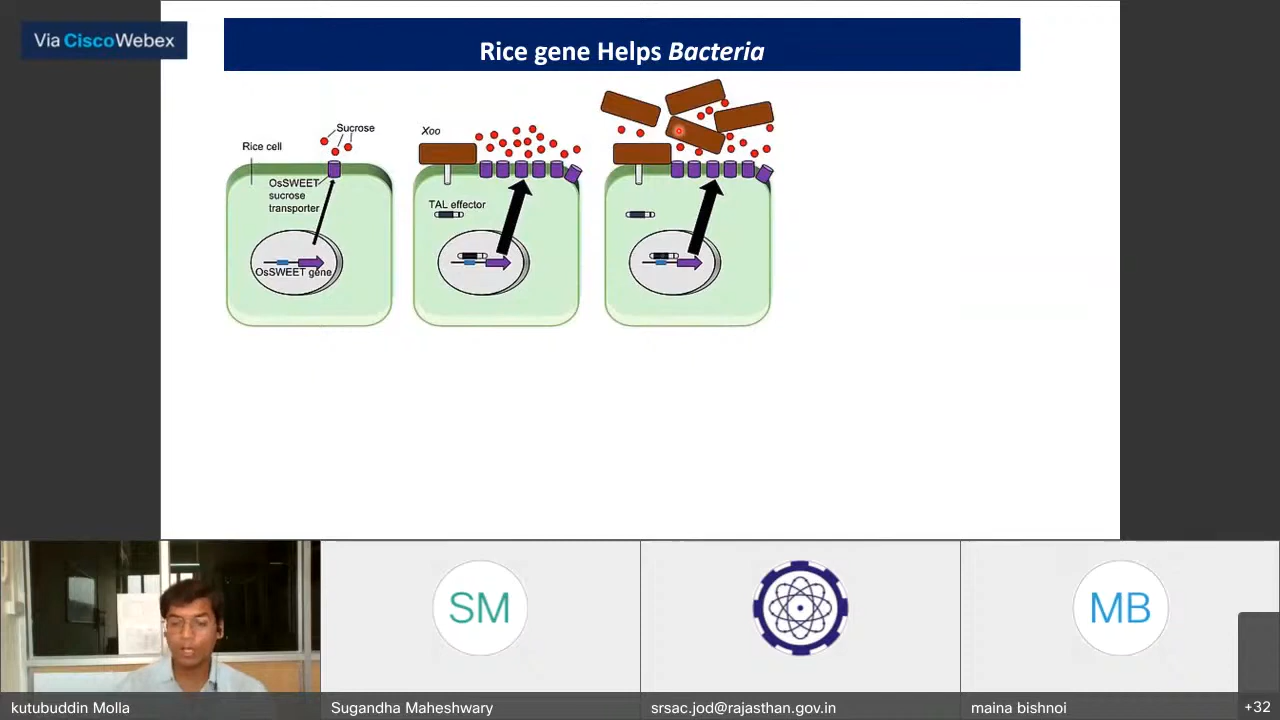 Via CiscoWebex
Rice gene Helps Bacteria
Sucrose
Rice cell
OsSWEET
sucrose
transporter
OsSWEET gene
Xoo
TAL effector
SM
MB
kutubuddin Molla
Sugandha Maheshwary
srsac.jod@rajasthan.gov.in
maina bishnoi
+32